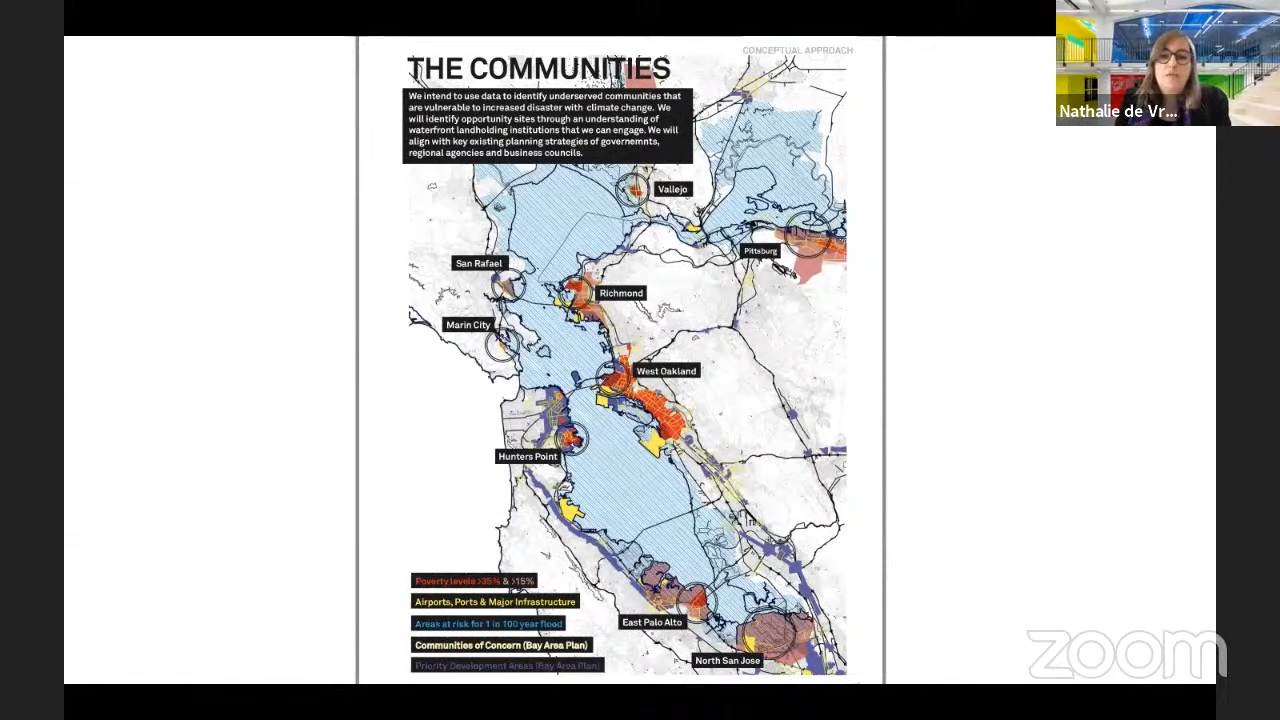 CONCEPTUAL APPROACH
THE COMMUNITIES
We intend to use data to identify underserved communities that
are vulnerable to increased disaster with climate change. We
will identify opportunity sites through an understanding of
waterfront landholding institutions that we can engage. We will
align with key existing planning strategies of governemnts,
regional agencies and business councils.
Nathalie de Vr...
Vallejo
Pittsburg
San Rafael
Richmond
Marin City
West Oakland
Hunters Point
East Palo Alto
North San Jose
Poverty levels >35% & >15%
Airports, Ports & Major Infrastructure
Areas at risk for 1 in 100 year flood
Communities of Concern (Bay Area Plan)
Priority Development Areas (Bay Area Plan)
zoom